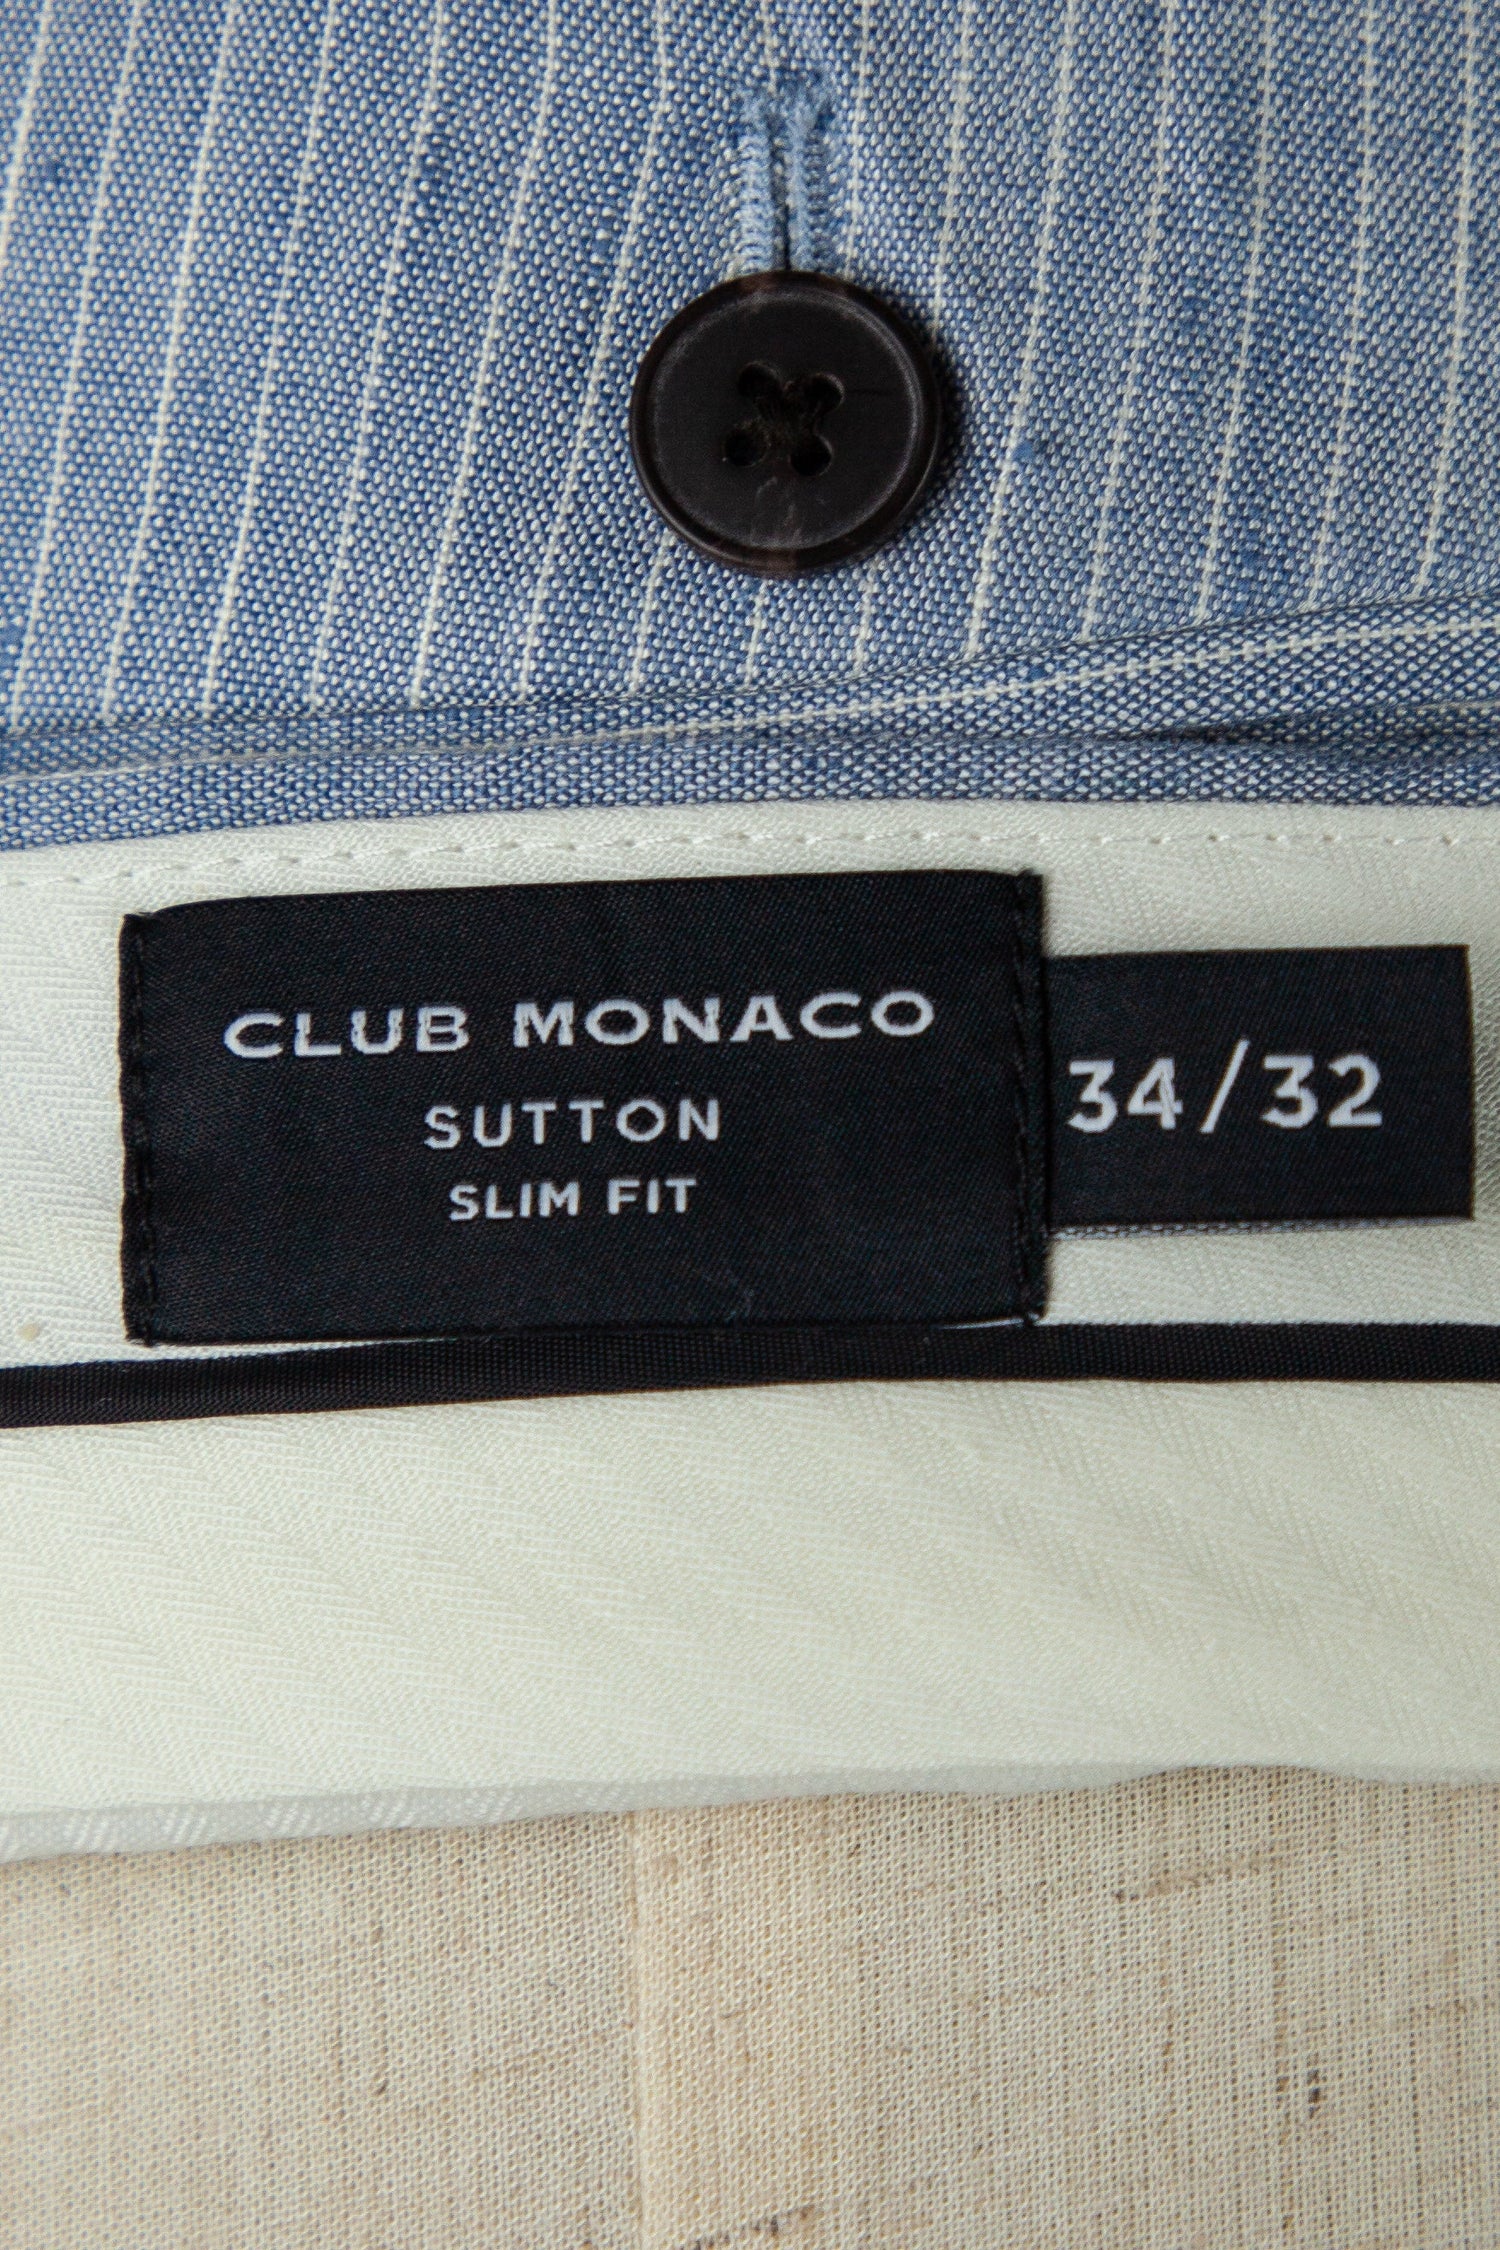 CLUB MONACO
SUTTON
SLIM FIT
34/32